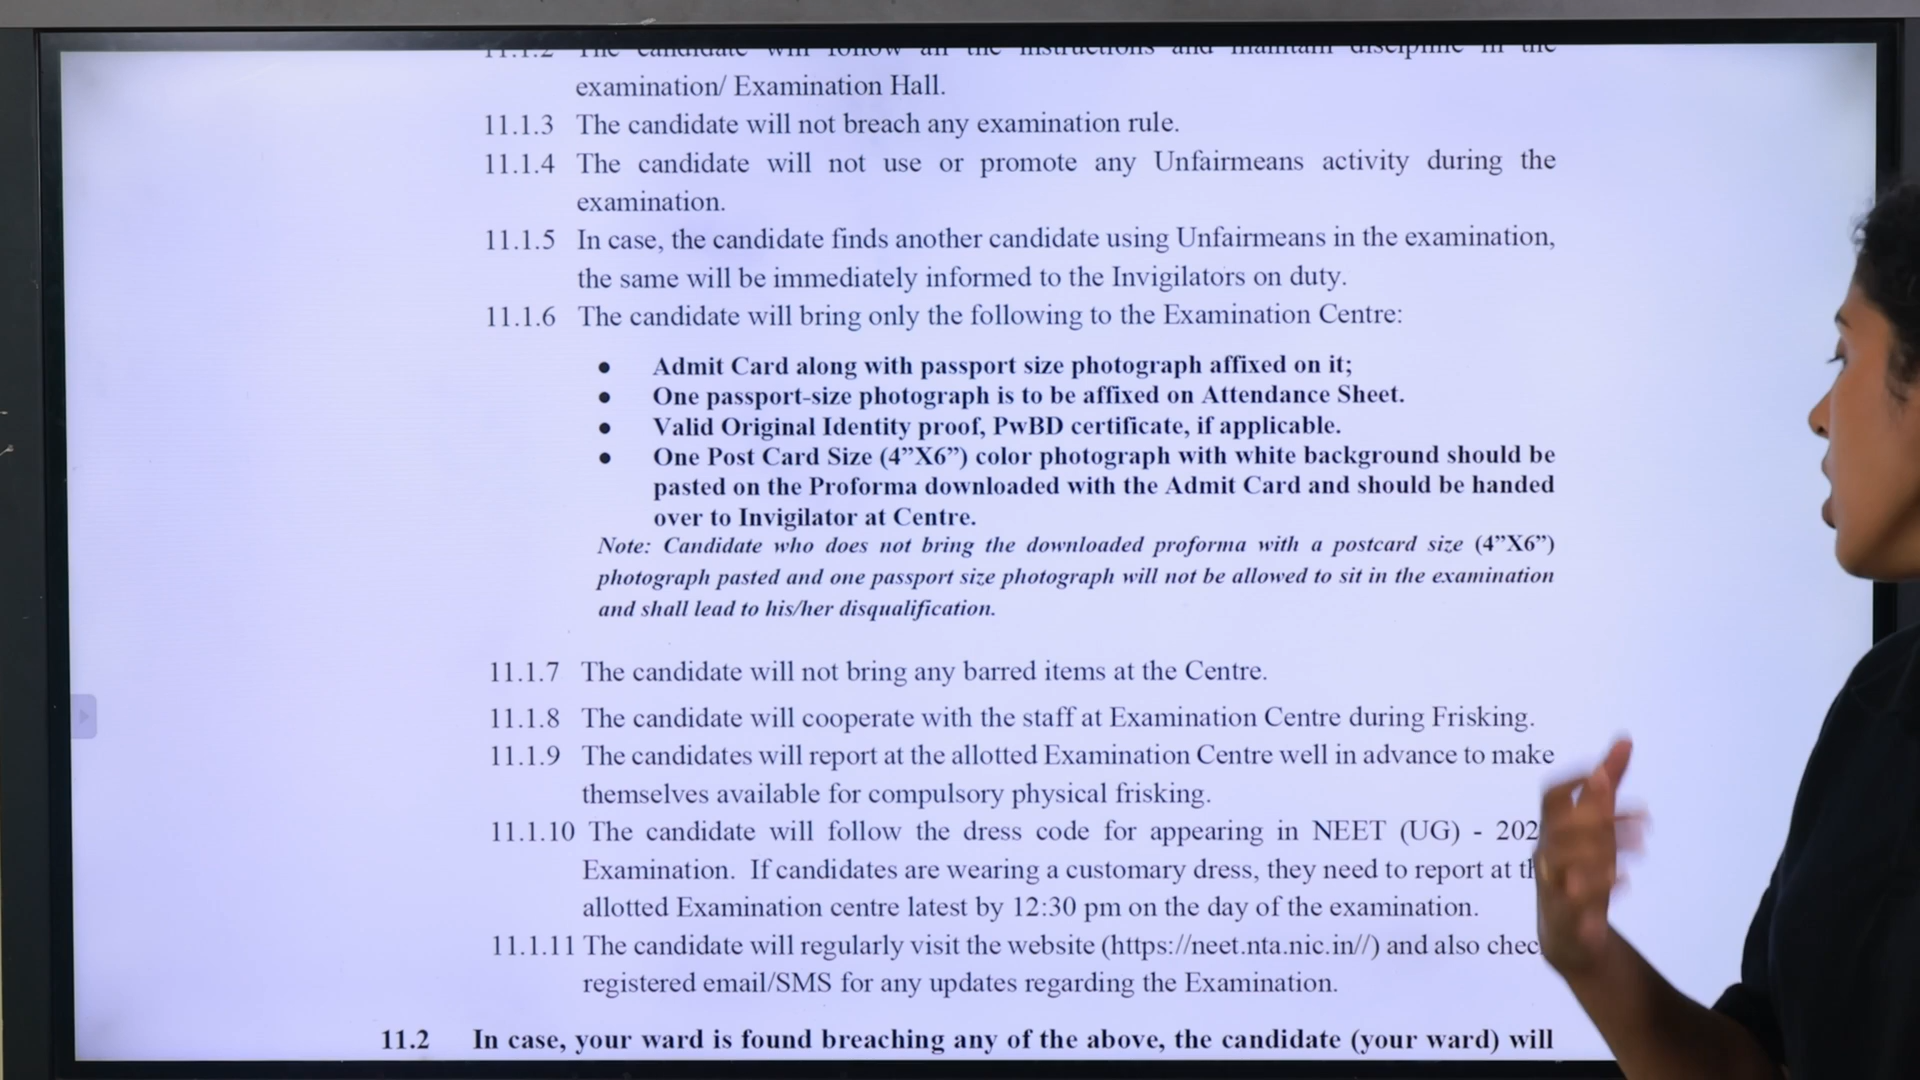 11.1.2 The candidate will follow all the instructions and maintain discipline in the
examination/ Examination Hall.
11.1.3 The candidate will not breach any examination rule.
11.1.4 The candidate will not use or promote any Unfairmeans activity during the
examination.
11.1.5 In case, the candidate finds another candidate using Unfairmeans in the examination,
the same will be immediately informed to the Invigilators on duty.
11.1.6 The candidate will bring only the following to the Examination Centre:
● Admit Card along with passport size photograph affixed on it;
● One passport-size photograph is to be affixed on Attendance Sheet.
● Valid Original Identity proof, PwBD certificate, if applicable.
● One Post Card Size (4”X6”) color photograph with white background should be
pasted on the Proforma downloaded with the Admit Card and should be handed
over to Invigilator at Centre.
Note: Candidate who does not bring the downloaded proforma with a postcard size (4”X6”)
photograph pasted and one passport size photograph will not be allowed to sit in the examination
and shall lead to his/her disqualification.
11.1.7 The candidate will not bring any barred items at the Centre.
11.1.8 The candidate will cooperate with the staff at Examination Centre during Frisking.
11.1.9 The candidates will report at the allotted Examination Centre well in advance to make
themselves available for compulsory physical frisking.
11.1.10 The candidate will follow the dress code for appearing in NEET (UG) - 202
Examination. If candidates are wearing a customary dress, they need to report at th
allotted Examination centre latest by 12:30 pm on the day of the examination.
11.1.11 The candidate will regularly visit the website (https://neet.nta.nic.in//) and also chec
registered email/SMS for any updates regarding the Examination.
11.2 In case, your ward is found breaching any of the above, the candidate (your ward) will